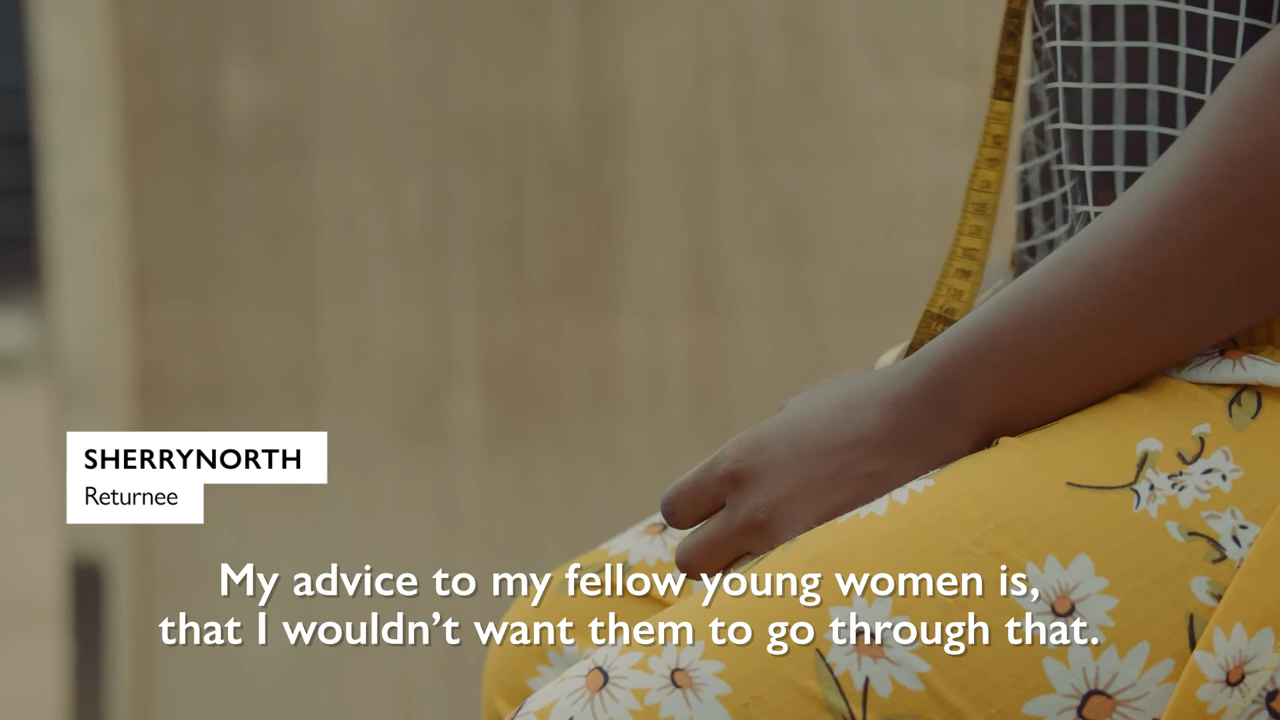 SHERRYNORTH
Returnee
My advice to my fellow young women is,
that I wouldn’t want them to go through that.